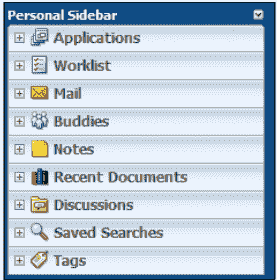 Personal Sidebar
Applications
Worklist
Mail
Buddies
Notes
Recent Documents
Discussions
Saved Searches
Tags